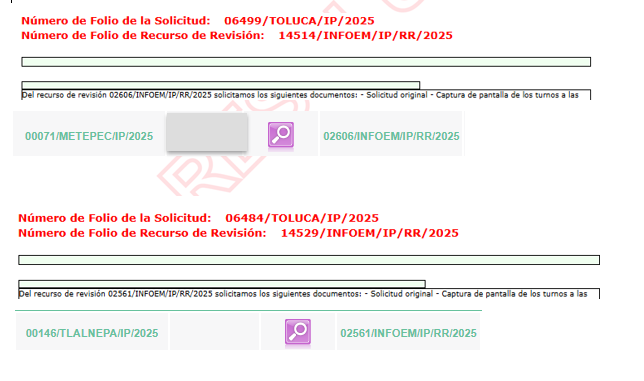 Número de Folio de la Solicitud: 06499/TOLUCA/IP/2025
Número de Folio de Recurso de Revisión: 14514/INFOEM/IP/RR/2025
Del recurso de revisión 02606/INFOEM/IP/RR/2025 solicitamos los siguientes documentos: - Solicitud original - Captura de pantalla de los turnos a las
00071/METEPEC/IP/2025 02606/INFOEM/IP/RR/2025
Número de Folio de la Solicitud: 06484/TOLUCA/IP/2025
Número de Folio de Recurso de Revisión: 14529/INFOEM/IP/RR/2025
Del recurso de revisión 02561/INFOEM/IP/RR/2025 solicitamos los siguientes documentos: - Solicitud original - Captura de pantalla de los turnos a las
00146/TLALNEPA/IP/2025 02561/INFOEM/IP/RR/2025